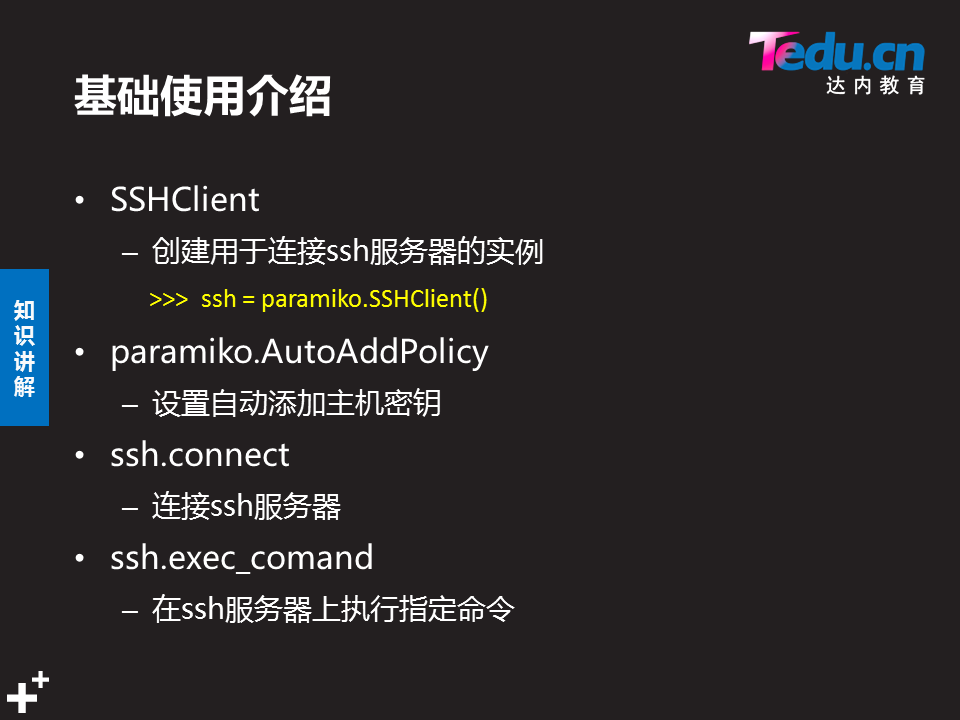 Tedu.cn
达内教育
基础使用介绍
• SSHClient
– 创建用于连接ssh服务器的实例
>>> ssh = paramiko.SSHClient()
• paramiko.AutoAddPolicy
– 设置自动添加主机密钥
• ssh.connect
– 连接ssh服务器
• ssh.exec_comand
– 在ssh服务器上执行指定命令
知识讲解